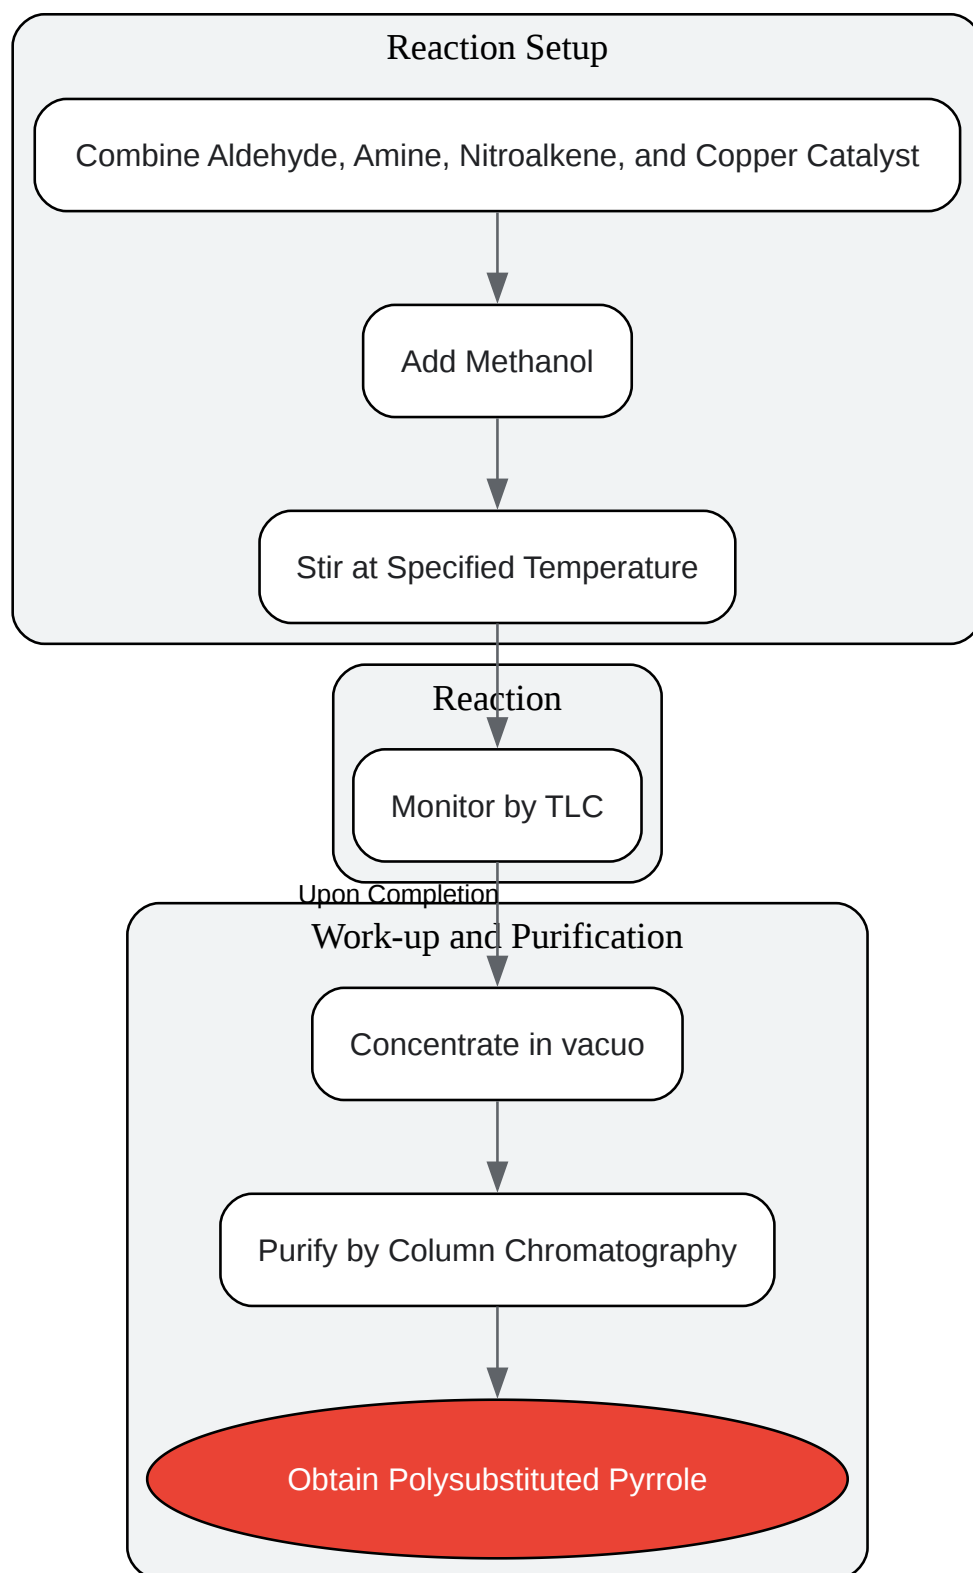 Reaction Setup
Combine Aldehyde, Amine, Nitroalkene, and Copper Catalyst
Add Methanol
Stir at Specified Temperature
Reaction
Monitor by TLC
Upon Completion
Work-up and Purification
Concentrate in vacuo
Purify by Column Chromatography
Obtain Polysubstituted Pyrrole